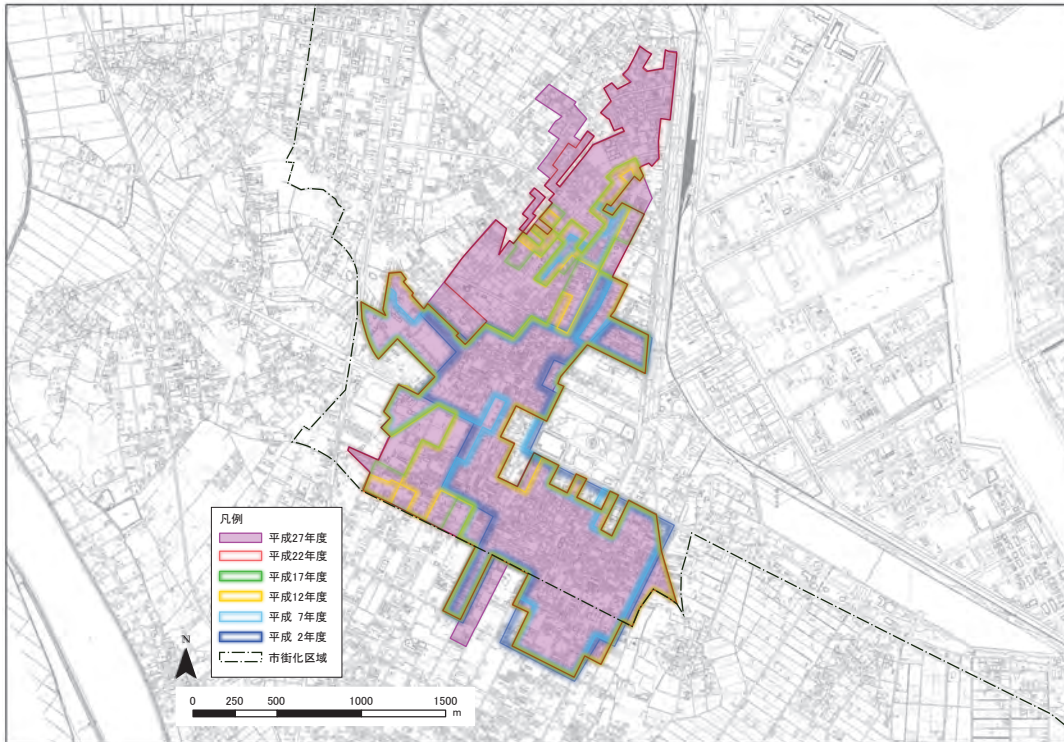 凡例
平成27年度
平成22年度
平成17年度
平成12年度
平成 7年度
平成 2年度
市街化区域
N
0 250 500 1000 1500
m